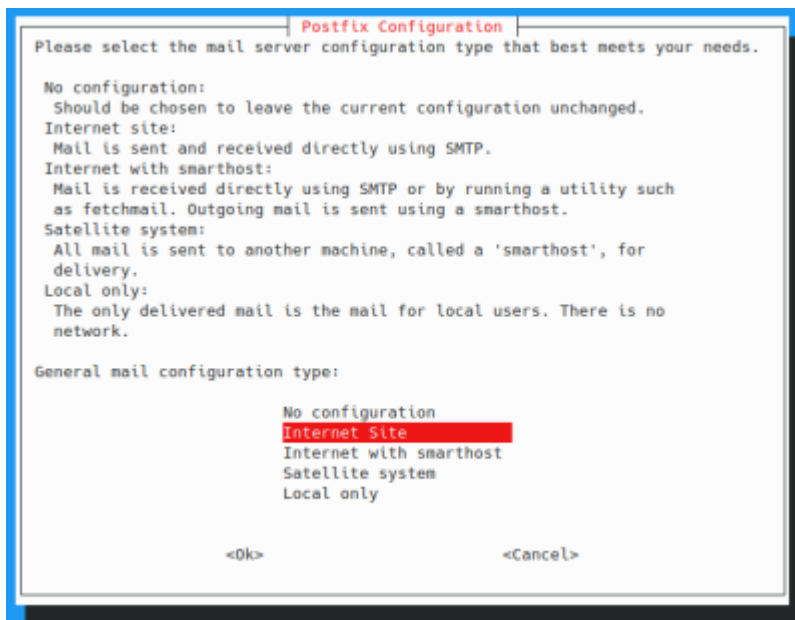 Postfix Configuration
Please select the mail server configuration type that best meets your needs.
No configuration:
Should be chosen to leave the current configuration unchanged.
Internet site:
Mail is sent and received directly using SMTP.
Internet with smarthost:
Mail is received directly using SMTP or by running a utility such
as fetchmail. Outgoing mail is sent using a smarthost.
Satellite system:
All mail is sent to another machine, called a 'smarthost', for
delivery.
Local only:
The only delivered mail is the mail for local users. There is no
network.
General mail configuration type:
No configuration
Internet Site
Internet with smarthost
Satellite system
Local only
<Ok> <Cancel>